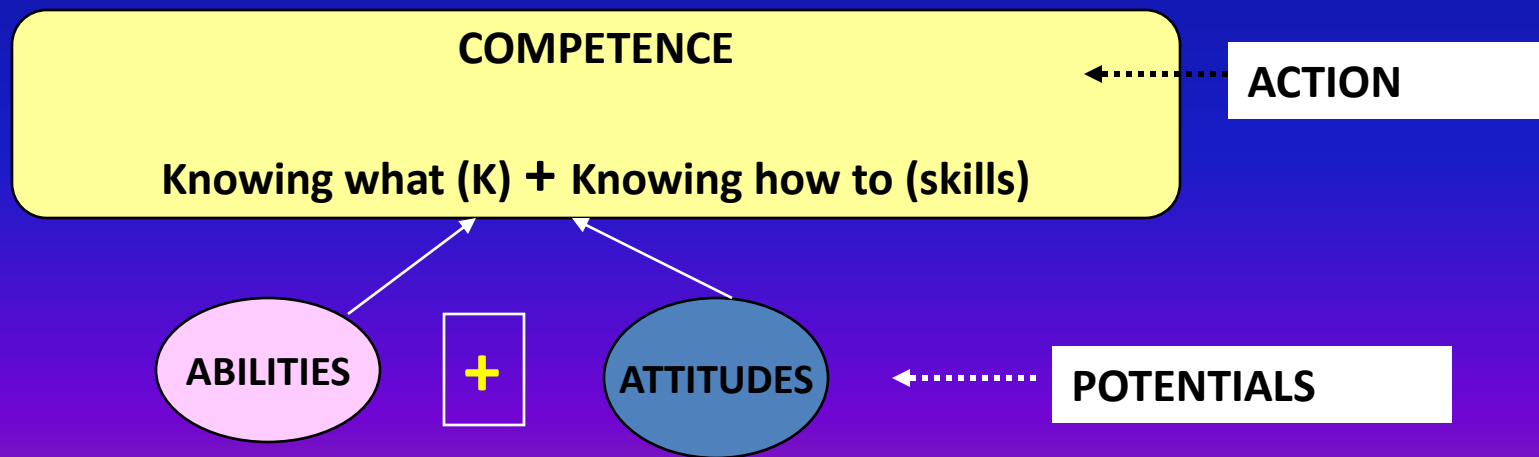 COMPETENCE
ACTION
Knowing what (K) + Knowing how to (skills)
ABILITIES
+
ATTITUDES
POTENTIALS